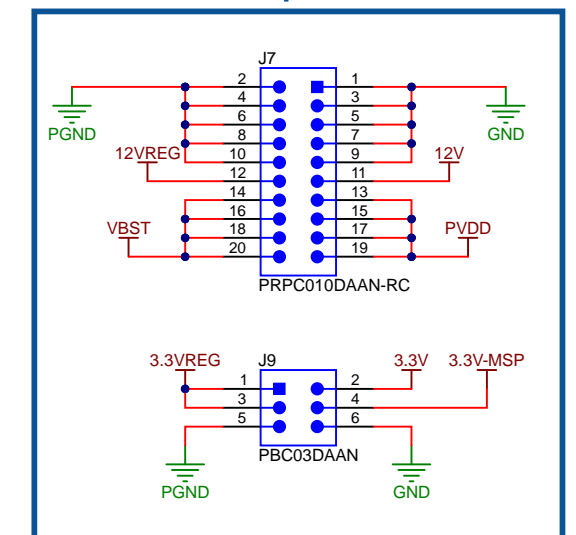 J7
2 1
4 3
6 5
8 7
10 9
PGND GND
12VREG 12V
12 11
14 13
16 15
18 17
VBST PVDD
20 19
PRPC010DAAN-RC
3.3VREG J9 3.3V 3.3V-MSP
1 2
3 4
5 6
PBC03DAAN
PGND GND